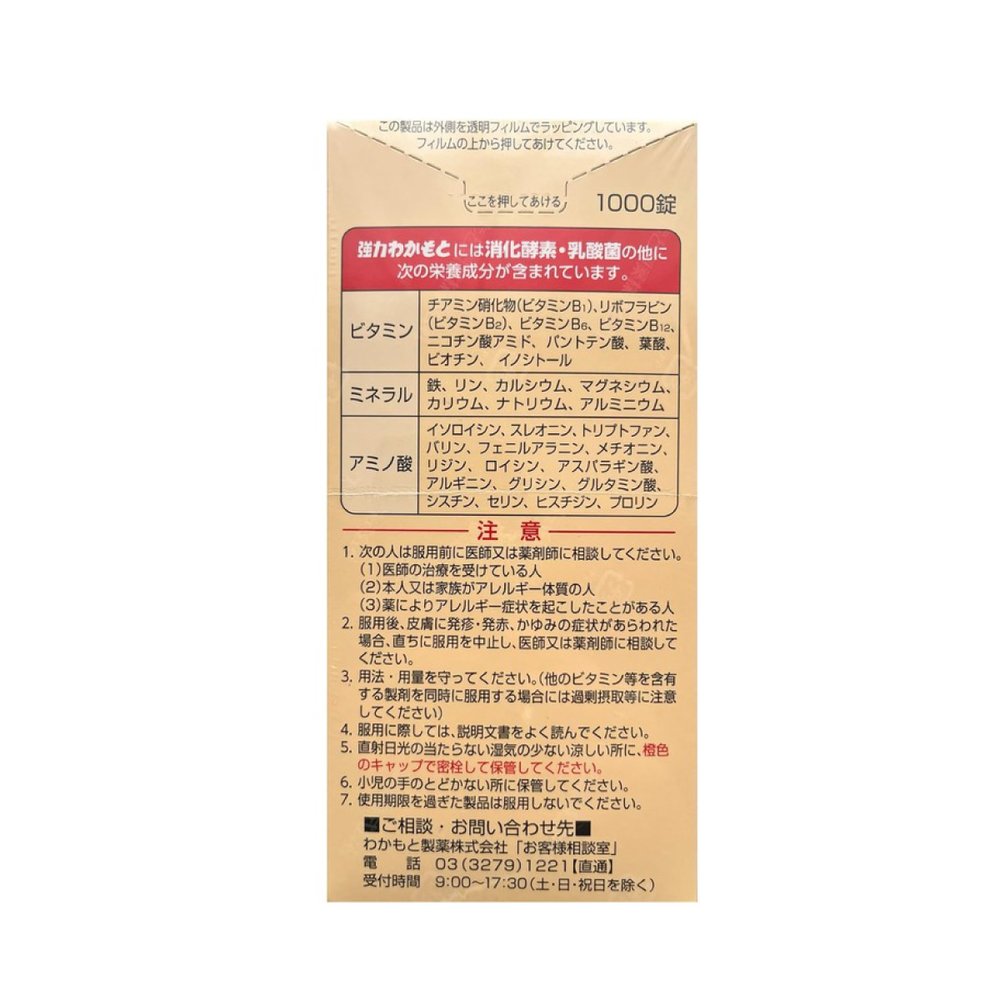 この製品は外側を透明フィルムでラッピングしています。
フィルムの上から押してあけてください。
ここを押してあける
1000錠
強力わかもとには消化酵素・乳酸菌の他に
次の栄養成分が含まれています。
ビタミン
チアミン硝化物(ビタミンB1)、リボフラビン
(ビタミンB2)、ビタミンB6、ビタミンB12、
ニコチン酸アミド、パントテン酸、葉酸、
ビオチン、イノシトール
ミネラル
鉄、リン、カルシウム、マグネシウム、
カリウム、ナトリウム、アルミニウム
アミノ酸
イソロイシン、スレオニン、トリプトファン、
バリン、フェニルアラニン、メチオニン、
リジン、ロイシン、アスパラギン酸、
アルギニン、グリシン、グルタミン酸、
シスチン、セリン、ヒスチジン、プロリン
注意
1. 次の人は服用前に医師又は薬剤師に相談してください。
(1)医師の治療を受けている人
(2)本人又は家族がアレルギー体質の人
(3)薬によりアレルギー症状を起こしたことがある人
2. 服用後、皮膚に発疹・発赤、かゆみの症状があらわれた
場合、直ちに服用を中止し、医師又は薬剤師に相談して
ください。
3. 用法・用量を守ってください。(他のビタミン等を含有
する製剤を同時に服用する場合には過剰摂取等に注意
してください)
4. 服用に際しては、説明文書をよく読んでください。
5. 直射日光の当たらない湿気の少ない涼しい所に、橙色
のキャップで密栓して保管してください。
6. 小児の手のとどかない所に保管してください。
7. 使用期限を過ぎた製品は服用しないでください。
■ご相談・お問い合わせ先■
わかもと製薬株式会社「お客様相談室」
電話 03(3279)1221【直通】
受付時間 9:00~17:30(土・日・祝日を除く)